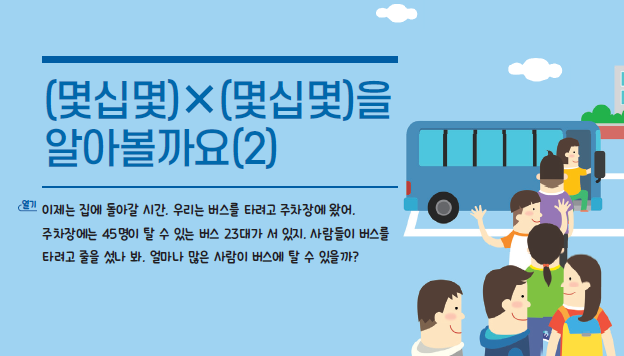 (몇십몇)×(몇십몇)을
알아볼까요(2)
열기
이제는 집에 돌아갈 시간. 우리는 버스를 타려고 주차장에 왔어.
주차장에는 45명이 탈 수 있는 버스 23대가 서 있지. 사람들이 버스를
타려고 줄을 섰나 봐. 얼마나 많은 사람이 버스에 탈 수 있을까?